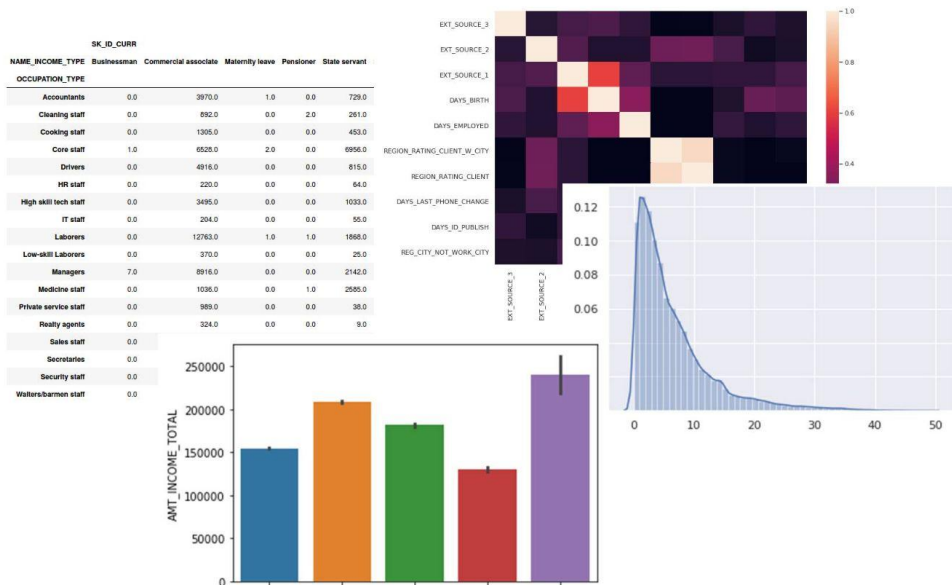 SK_ID_CURR
NAME_INCOME_TYPE Businessman Commercial associate Maternity leave Pensioner State servant
OCCUPATION_TYPE
Accountants 0.0 3970.0 1.0 0.0 729.0
Cleaning staff 0.0 892.0 0.0 2.0 261.0
Cooking staff 0.0 1305.0 0.0 0.0 453.0
Core staff 1.0 6528.0 2.0 0.0 6956.0
Drivers 0.0 4916.0 0.0 0.0 815.0
HR staff 0.0 220.0 0.0 0.0 64.0
High skill tech staff 0.0 3495.0 0.0 0.0 1033.0
IT staff 0.0 204.0 0.0 0.0 55.0
Laborers 0.0 12763.0 1.0 1.0 1868.0
Low-skill Laborers 0.0 370.0 0.0 0.0 25.0
Managers 7.0 8916.0 0.0 0.0 2142.0
Medicine staff 0.0 1036.0 0.0 1.0 2585.0
Private service staff 0.0 989.0 0.0 0.0 38.0
Realty agents 0.0 324.0 0.0 0.0 9.0
Sales staff 0.0
Secretaries 0.0
Security staff 0.0
Waiters/barmen staff 0.0
EXT_SOURCE_3
EXT_SOURCE_2
EXT_SOURCE_1
DAYS_BIRTH
DAYS_EMPLOYED
REGION_RATING_CLIENT_W_CITY
REGION_RATING_CLIENT
DAYS_LAST_PHONE_CHANGE
DAYS_ID_PUBLISH
REG_CITY_NOT_WORK_CITY
EXT_SOURCE_3
EXT_SOURCE_2
1.0
0.8
0.6
0.4
0.12
0.10
0.08
0.06
0 10 20 30 40 50
AMT_INCOME_TOTAL
250000
200000
150000
100000
50000
0